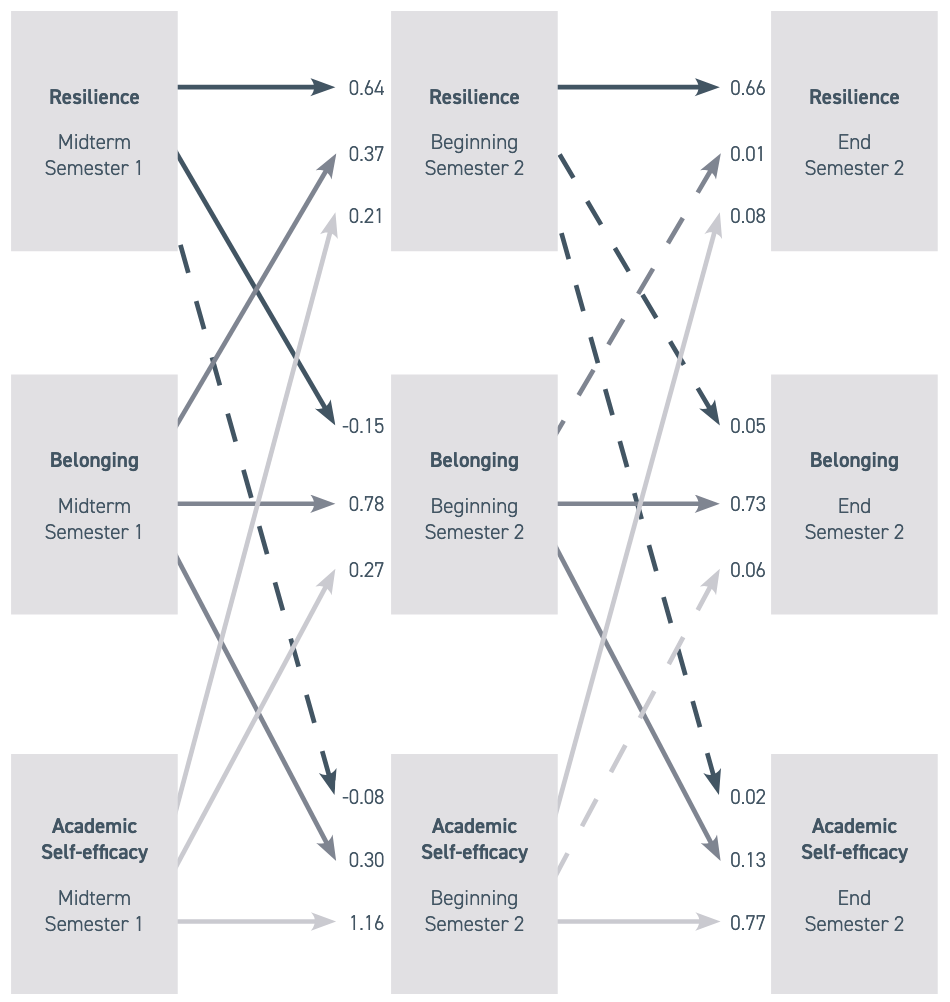 Resilience
Midterm
Semester 1
0.64
0.37
0.21
Resilience
Beginning
Semester 2
0.66
0.01
0.08
Resilience
End
Semester 2
Belonging
Midterm
Semester 1
-0.15
0.78
0.27
Belonging
Beginning
Semester 2
0.05
0.73
0.06
Belonging
End
Semester 2
Academic
Self-efficacy
Midterm
Semester 1
-0.08
0.30
1.16
Academic
Self-efficacy
Beginning
Semester 2
0.02
0.13
0.77
Academic
Self-efficacy
End
Semester 2